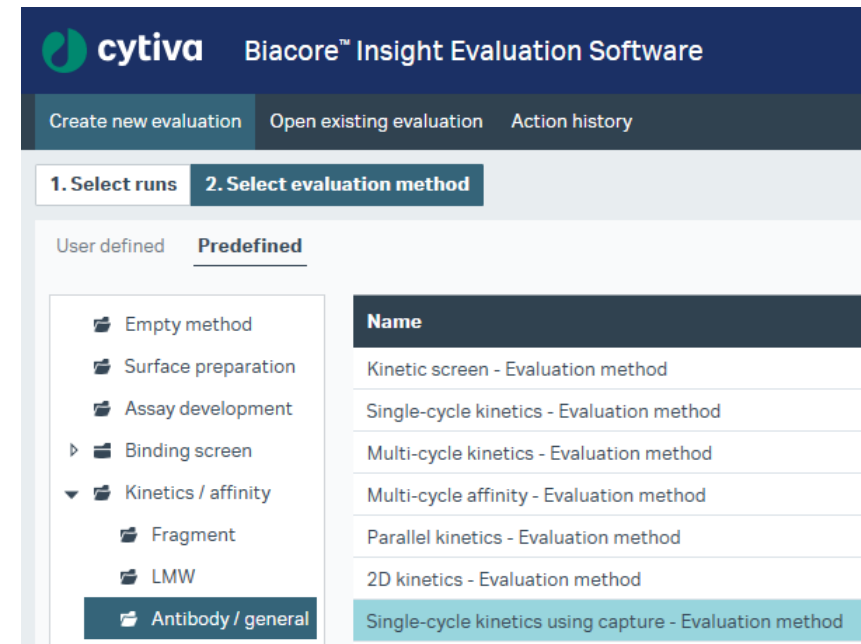 cytiva Biacore™ Insight Evaluation Software
Create new evaluation Open existing evaluation Action history
1. Select runs 2. Select evaluation method
User defined Predefined
Empty method
Surface preparation
Assay development
Binding screen
Kinetics / affinity
Fragment
LMW
Antibody / general
Name
Kinetic screen - Evaluation method
Single-cycle kinetics - Evaluation method
Multi-cycle kinetics - Evaluation method
Multi-cycle affinity - Evaluation method
Parallel kinetics - Evaluation method
2D kinetics - Evaluation method
Single-cycle kinetics using capture - Evaluation method